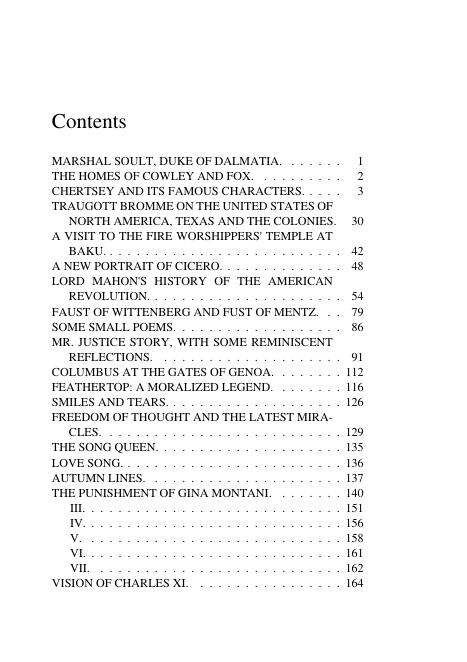 Contents
MARSHAL SOULT, DUKE OF DALMATIA. . . . . . . 1
THE HOMES OF COWLEY AND FOX. . . . . . . . . . 2
CHERTSEY AND ITS FAMOUS CHARACTERS. . . . . 3
TRAUGOTT BROMME ON THE UNITED STATES OF
NORTH AMERICA, TEXAS AND THE COLONIES. 30
A VISIT TO THE FIRE WORSHIPPERS' TEMPLE AT
BAKU. . . . . . . . . . . . . . . . . . . . . . . . . . 42
A NEW PORTRAIT OF CICERO. . . . . . . . . . . . . 48
LORD MAHON'S HISTORY OF THE AMERICAN
REVOLUTION. . . . . . . . . . . . . . . . . . . . . 54
FAUST OF WITTENBERG AND FUST OF MENTZ. . . 79
SOME SMALL POEMS. . . . . . . . . . . . . . . . . . 86
MR. JUSTICE STORY, WITH SOME REMINISCENT
REFLECTIONS. . . . . . . . . . . . . . . . . . . . 91
COLUMBUS AT THE GATES OF GENOA. . . . . . . . 112
FEATHERTOP: A MORALIZED LEGEND. . . . . . . . 116
SMILES AND TEARS. . . . . . . . . . . . . . . . . . . 126
FREEDOM OF THOUGHT AND THE LATEST MIRA-
CLES. . . . . . . . . . . . . . . . . . . . . . . . . 129
THE SONG QUEEN. . . . . . . . . . . . . . . . . . . . 135
LOVE SONG. . . . . . . . . . . . . . . . . . . . . . . 136
AUTUMN LINES. . . . . . . . . . . . . . . . . . . . . 137
THE PUNISHMENT OF GINA MONTANI. . . . . . . . 140
III. . . . . . . . . . . . . . . . . . . . . . . . . . . 151
IV. . . . . . . . . . . . . . . . . . . . . . . . . . . 156
V. . . . . . . . . . . . . . . . . . . . . . . . . . . 158
VI. . . . . . . . . . . . . . . . . . . . . . . . . . . 161
VII. . . . . . . . . . . . . . . . . . . . . . . . . . 162
VISION OF CHARLES XI. . . . . . . . . . . . . . . . 164